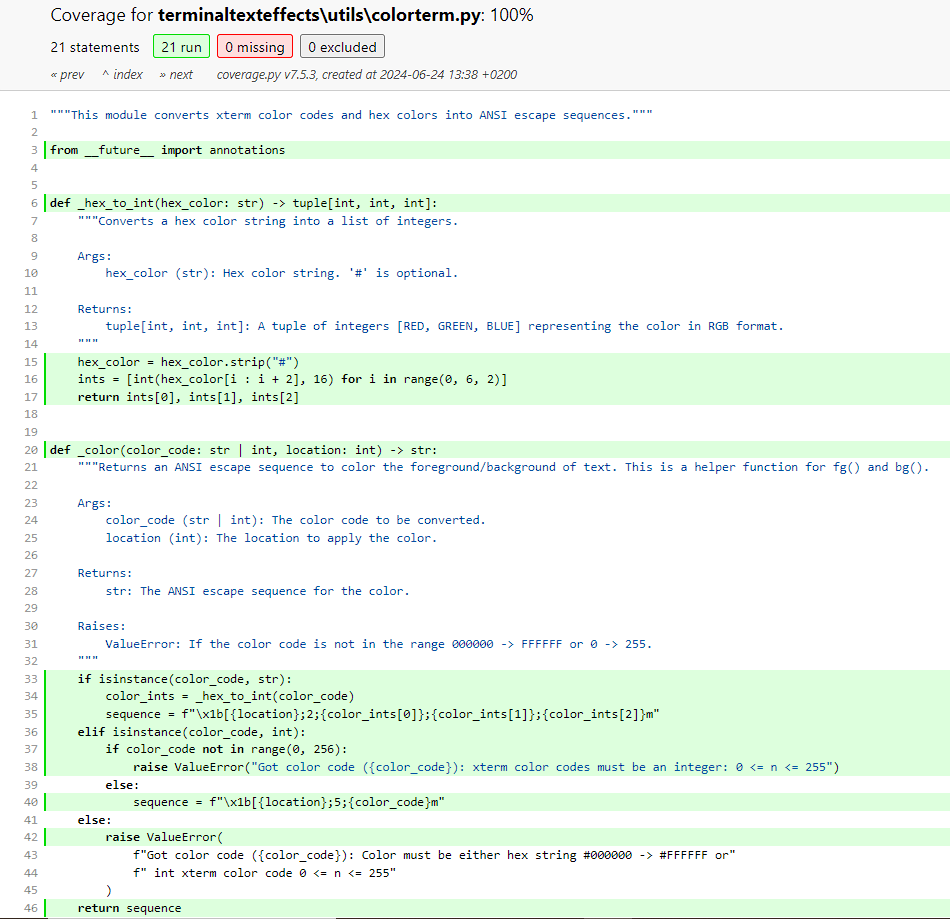 Coverage for terminaltexteffects\utils\colorterm.py: 100%
21 statements 21 run 0 missing 0 excluded
« prev ^ index » next coverage.py v7.5.3, created at 2024-06-24 13:38 +0200
1 """This module converts xterm color codes and hex colors into ANSI escape sequences."""
2
3 from __future__ import annotations
4
5
6 def _hex_to_int(hex_color: str) -> tuple[int, int, int]:
7     """Converts a hex color string into a list of integers.
8
9     Args:
10         hex_color (str): Hex color string. '#' is optional.
11
12     Returns:
13         tuple[int, int, int]: A tuple of integers [RED, GREEN, BLUE] representing the color in RGB format.
14     """
15     hex_color = hex_color.strip("#")
16     ints = [int(hex_color[i : i + 2], 16) for i in range(0, 6, 2)]
17     return ints[0], ints[1], ints[2]
18
19
20 def _color(color_code: str | int, location: int) -> str:
21     """Returns an ANSI escape sequence to color the foreground/background of text. This is a helper function for fg() and bg().
22
23     Args:
24         color_code (str | int): The color code to be converted.
25         location (int): The location to apply the color.
26
27     Returns:
28         str: The ANSI escape sequence for the color.
29
30     Raises:
31         ValueError: If the color code is not in the range 000000 -> FFFFFF or 0 -> 255.
32     """
33     if isinstance(color_code, str):
34         color_ints = _hex_to_int(color_code)
35         sequence = f"\x1b[{location};2;{color_ints[0]};{color_ints[1]};{color_ints[2]}m"
36     elif isinstance(color_code, int):
37         if color_code not in range(0, 256):
38             raise ValueError("Got color code ({color_code}): xterm color codes must be an integer: 0 <= n <= 255")
39         else:
40             sequence = f"\x1b[{location};5;{color_code}m"
41     else:
42         raise ValueError(
43             f"Got color code ({color_code}): Color must be either hex string #000000 -> #FFFFFF or"
44             f" int xterm color code 0 <= n <= 255"
45         )
46     return sequence